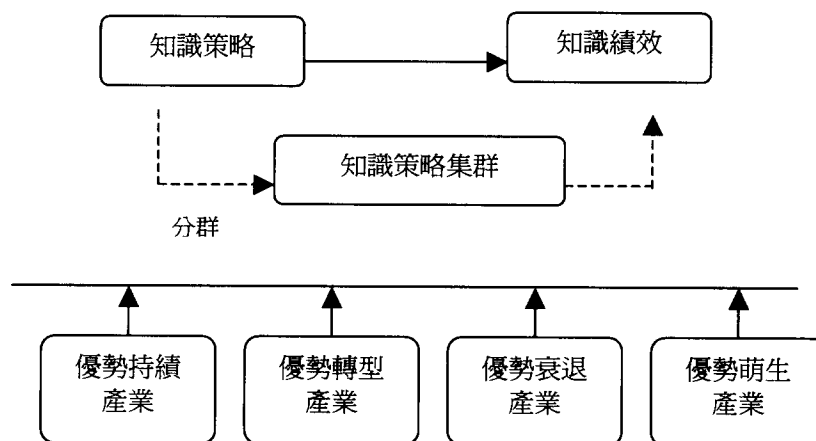 知識策略
知識績效
知識策略集群
分群
優勢持續
產業
優勢轉型
產業
優勢衰退
產業
優勢萌生
產業